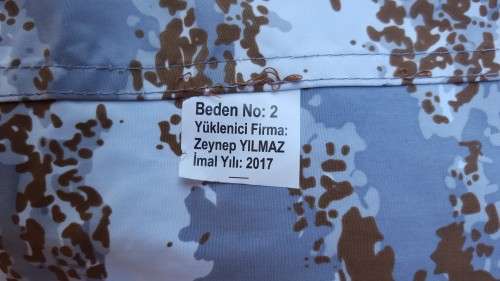 Beden No: 2
Yüklenici Firma:
Zeynep YILMAZ
İmal Yılı: 2017